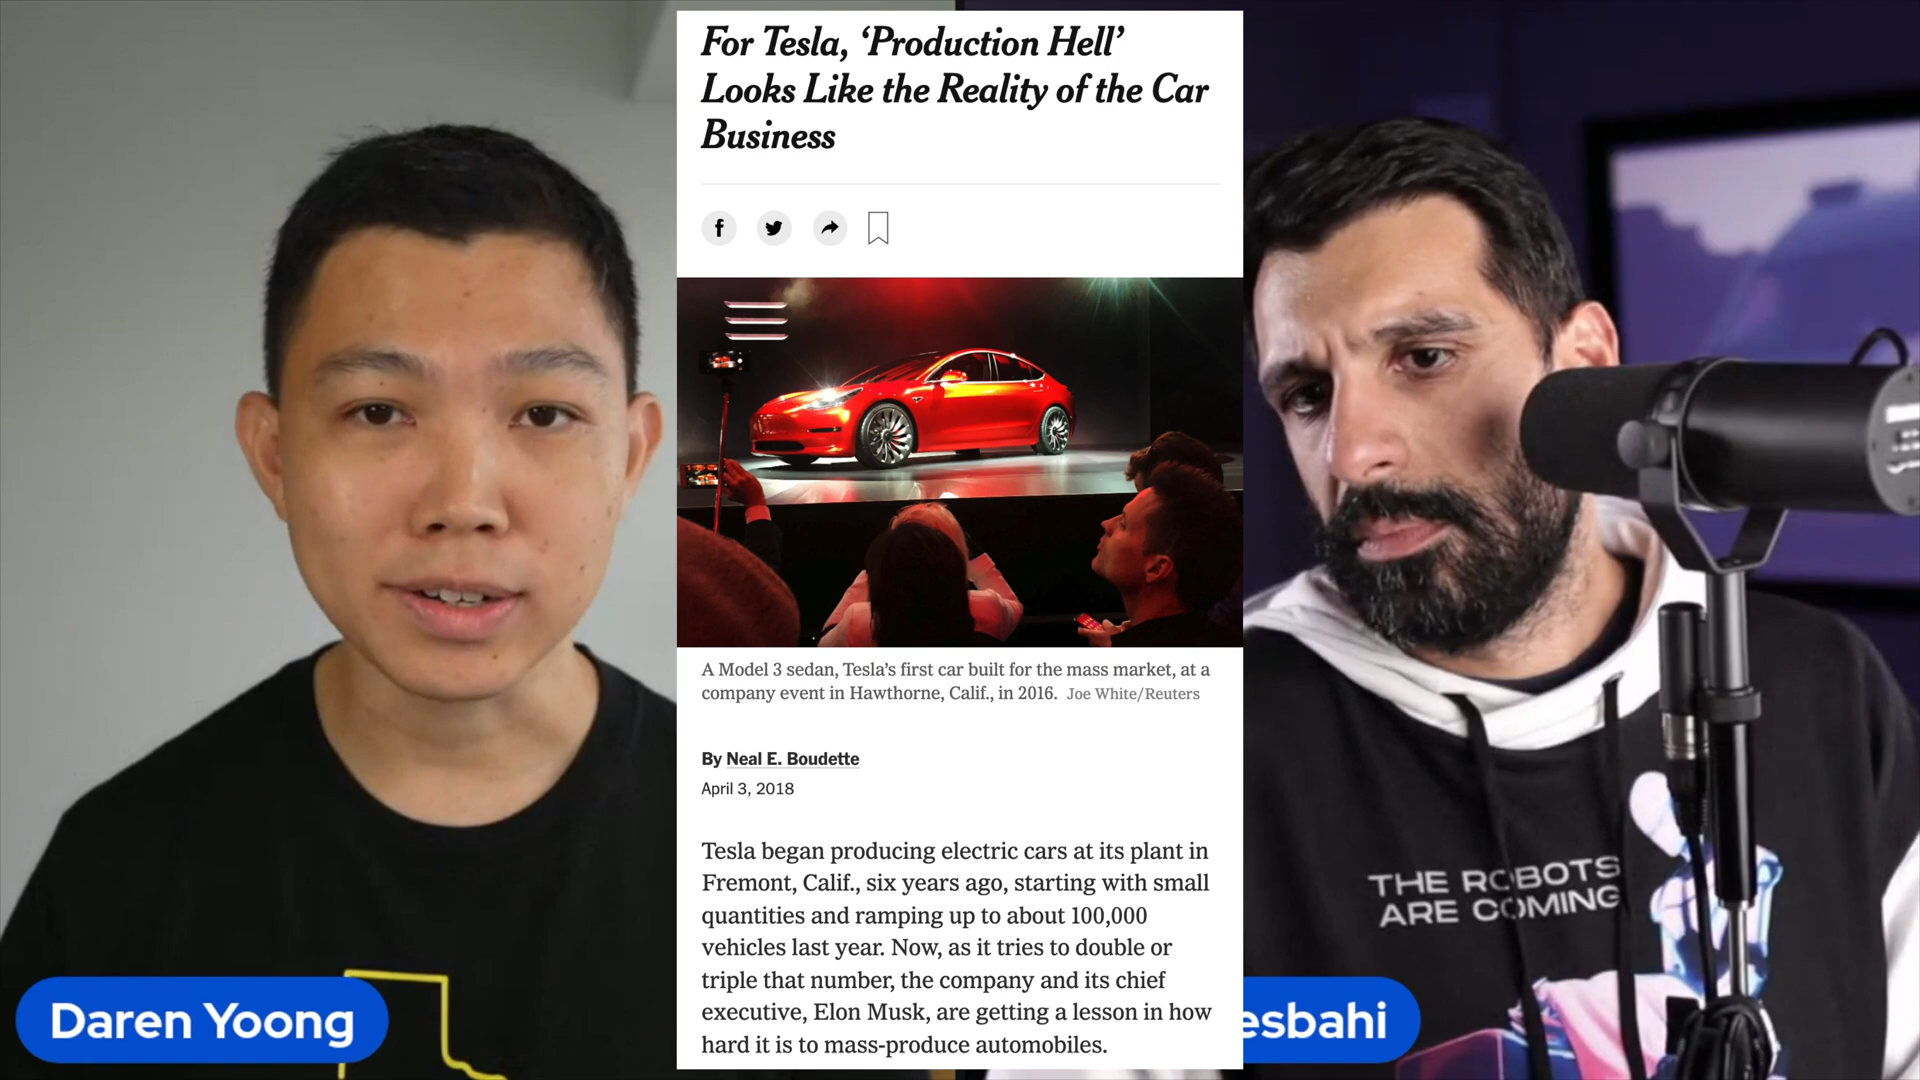 For Tesla, ‘Production Hell’
Looks Like the Reality of the Car
Business
A Model 3 sedan, Tesla’s first car built for the mass market, at a
company event in Hawthorne, Calif., in 2016. Joe White/Reuters
By Neal E. Boudette
April 3, 2018
Tesla began producing electric cars at its plant in
Fremont, Calif., six years ago, starting with small
quantities and ramping up to about 100,000
vehicles last year. Now, as it tries to double or
triple that number, the company and its chief
executive, Elon Musk, are getting a lesson in how
hard it is to mass-produce automobiles.
Daren Yoong
esbahi
THE ROBOTS
ARE COMING